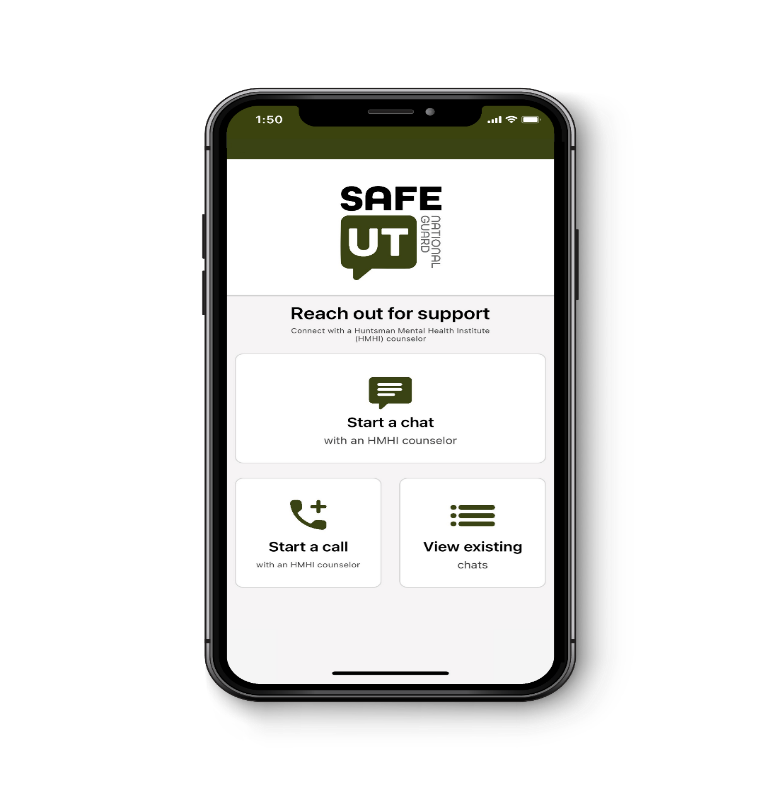 1:50
SAFE
UT
NATIONAL
GUARD
Reach out for support
Connect with a Huntsman Mental Health Institute
(HMHI) counselor
Start a chat
with an HMHI counselor
Start a call
with an HMHI counselor
View existing
chats